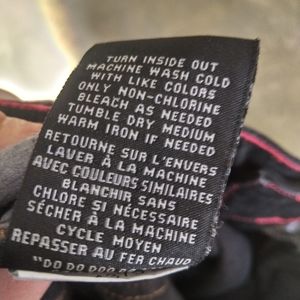 TURN INSIDE OUT
MACHINE WASH COLD
WITH LIKE COLORS
ONLY NON-CHLORINE
BLEACH AS NEEDED
TUMBLE DRY MEDIUM
WARM IRON IF NEEDED
RETOURNE SUR L'ENVERS
LAVER À LA MACHINE
AVEC COULEURS SIMILAIRES
BLANCHIR SANS
CHLORE SI NÉCESSAIRE
SÉCHER À LA MACHINE
CYCLE MOYEN
REPASSER AU FER CHAUD
"DO DO